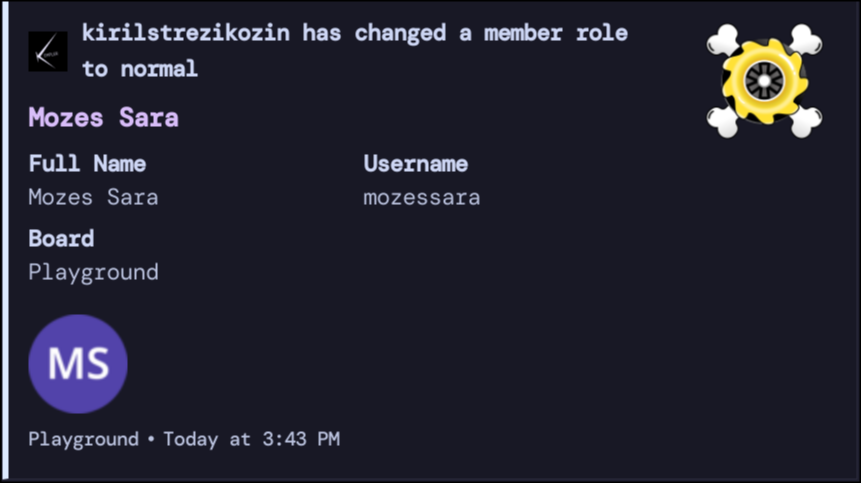 kirilstrezikozin has changed a member role
to normal
Mozes Sara
Full Name
Username
Mozes Sara
mozessara
Board
Playground
MS
Playground • Today at 3:43 PM